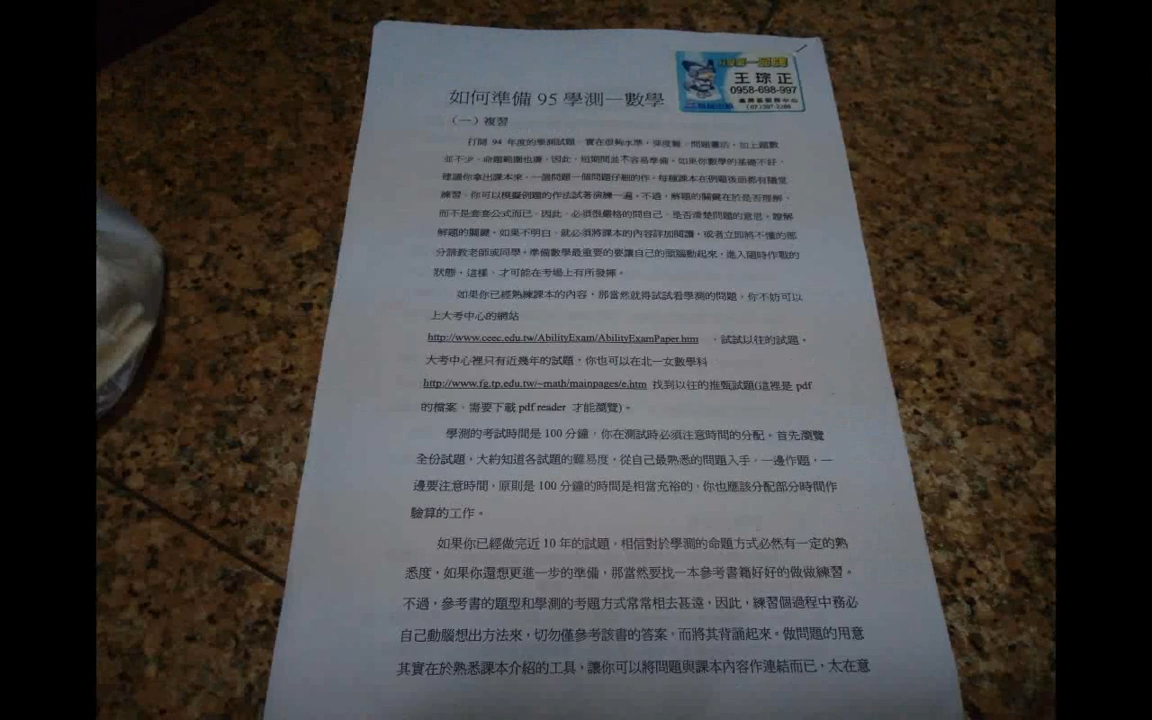 王琮正
0958-698-997
如何準備 95 學測—數學
（一）複習
打開 94 年度的學測試題，實在很夠水準，深度難，問題靈活，加上題數
並不少，命題範圍也廣，因此，短期間並不容易準備。如果你數學的基礎不好，
建議你拿出課本來，一個問題一個問題仔細的作，每種課本在例題後頭都有隨堂
練習，你可以模擬例題的作法試著演練一遍。不過，解題的關鍵在於是否理解，
而不是套套公式而已，因此，必須很嚴格的問自己，是否清楚問題的意思，瞭解
解題的關鍵。如果不明白，就必須將課本的內容詳加閱讀，或者立即將不懂的部
分請教老師或同學。準備數學最重要的要讓自己的頭腦動起來，進入隨時作戰的
狀態。這樣，才可能在考場上有所發揮。
如果你已經熟練課本的內容，那當然就得試試看學測的問題，你不妨可以
上大考中心的網站
http://www.ceec.edu.tw/AbilityExam/AbilityExamPaper.htm ，試試以往的試題。
大考中心裡只有近幾年的試題，你也可以在北一女數學科
http://www.fg.tp.edu.tw/~math/mainpages/e.htm 找到以往的推甄試題(這裡是 pdf
的檔案，需要下載 pdf reader 才能瀏覽)。
學測的考試時間是 100 分鐘，你在測試時必須注意時間的分配。首先瀏覽
全份試題，大約知道各試題的難易度，從自己最熟悉的問題入手，一邊作題，一
邊要注意時間，原則是 100 分鐘的時間是相當充裕的，你也應該分配部分時間作
驗算的工作。
如果你已經做完近 10 年的試題，相信對於學測的命題方式必然有一定的熟
悉度，如果你還想更進一步的準備，那當然要找一本參考書籍好好的做做練習。
不過，參考書的題型和學測的考題方式常常相去甚遠，因此，練習個過程中務必
自己動腦想出方法來，切勿僅參考該書的答案，而將其背誦起來。做問題的用意
其實在於熟悉課本介紹的工具，讓你可以將問題與課本內容作連結而已，太在意